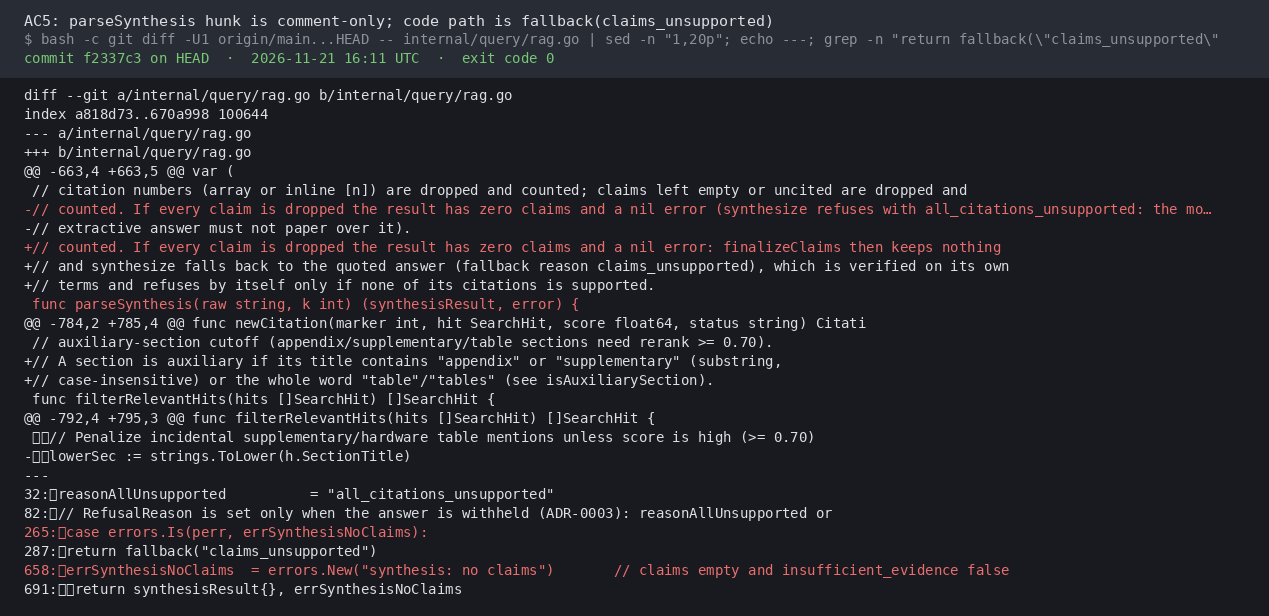 AC5: parseSynthesis hunk is comment-only; code path is fallback(claims_unsupported)
$ bash -c git diff -U1 origin/main...HEAD -- internal/query/rag.go | sed -n "1,20p"; echo ---; grep -n "return fallback(\"claims_unsupported\"
commit f2337c3 on HEAD · 2026-11-21 16:11 UTC · exit code 0
diff --git a/internal/query/rag.go b/internal/query/rag.go
index a818d73..670a998 100644
--- a/internal/query/rag.go
+++ b/internal/query/rag.go
@@ -663,4 +663,5 @@ var (
 // citation numbers (array or inline [n]) are dropped and counted; claims left empty or uncited are dropped and
-// counted. If every claim is dropped the result has zero claims and a nil error (synthesize refuses with all_citations_unsupported: the mo…
-// extractive answer must not paper over it).
+// counted. If every claim is dropped the result has zero claims and a nil error: finalizeClaims then keeps nothing
+// and synthesize falls back to the quoted answer (fallback reason claims_unsupported), which is verified on its own
+// terms and refuses by itself only if none of its citations is supported.
 func parseSynthesis(raw string, k int) (synthesisResult, error) {
@@ -784,2 +785,4 @@ func newCitation(marker int, hit SearchHit, score float64, status string) Citati
 // auxiliary-section cutoff (appendix/supplementary/table sections need rerank >= 0.70).
+// A section is auxiliary if its title contains "appendix" or "supplementary" (substring,
+// case-insensitive) or the whole word "table"/"tables" (see isAuxiliarySection).
 func filterRelevantHits(hits []SearchHit) []SearchHit {
@@ -792,4 +795,3 @@ func filterRelevantHits(hits []SearchHit) []SearchHit {
 // Penalize incidental supplementary/hardware table mentions unless score is high (>= 0.70)
-lowerSec := strings.ToLower(h.SectionTitle)
---
32:reasonAllUnsupported          = "all_citations_unsupported"
82:// RefusalReason is set only when the answer is withheld (ADR-0003): reasonAllUnsupported or
265:case errors.Is(perr, errSynthesisNoClaims):
287:return fallback("claims_unsupported")
658:errSynthesisNoClaims  = errors.New("synthesis: no claims")       // claims empty and insufficient_evidence false
691:return synthesisResult{}, errSynthesisNoClaims